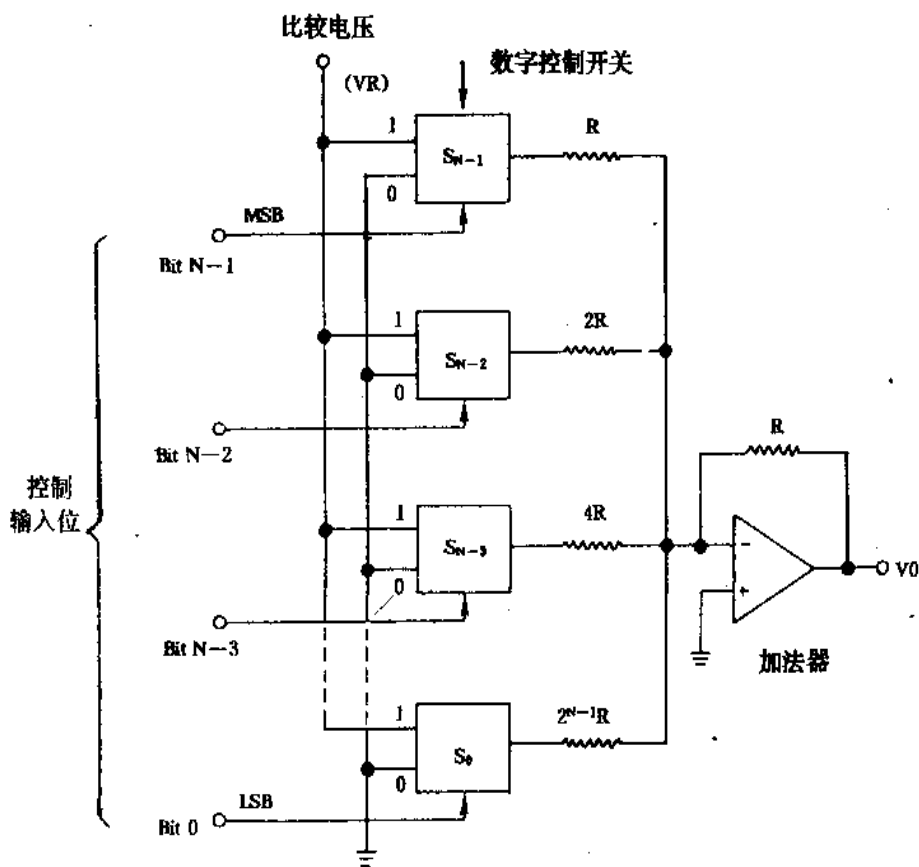 比较电压
(VR)
数字控制开关
1
S_{N-1}
R
0
MSB
Bit N-1
1
S_{N-2}
2R
0
Bit N-2
R
控制
输入位
1
S_{N-3}
4R
0
-
+
V0
Bit N-3
加法器
1
S_0
2^{N-1}R
0
LSB
Bit 0